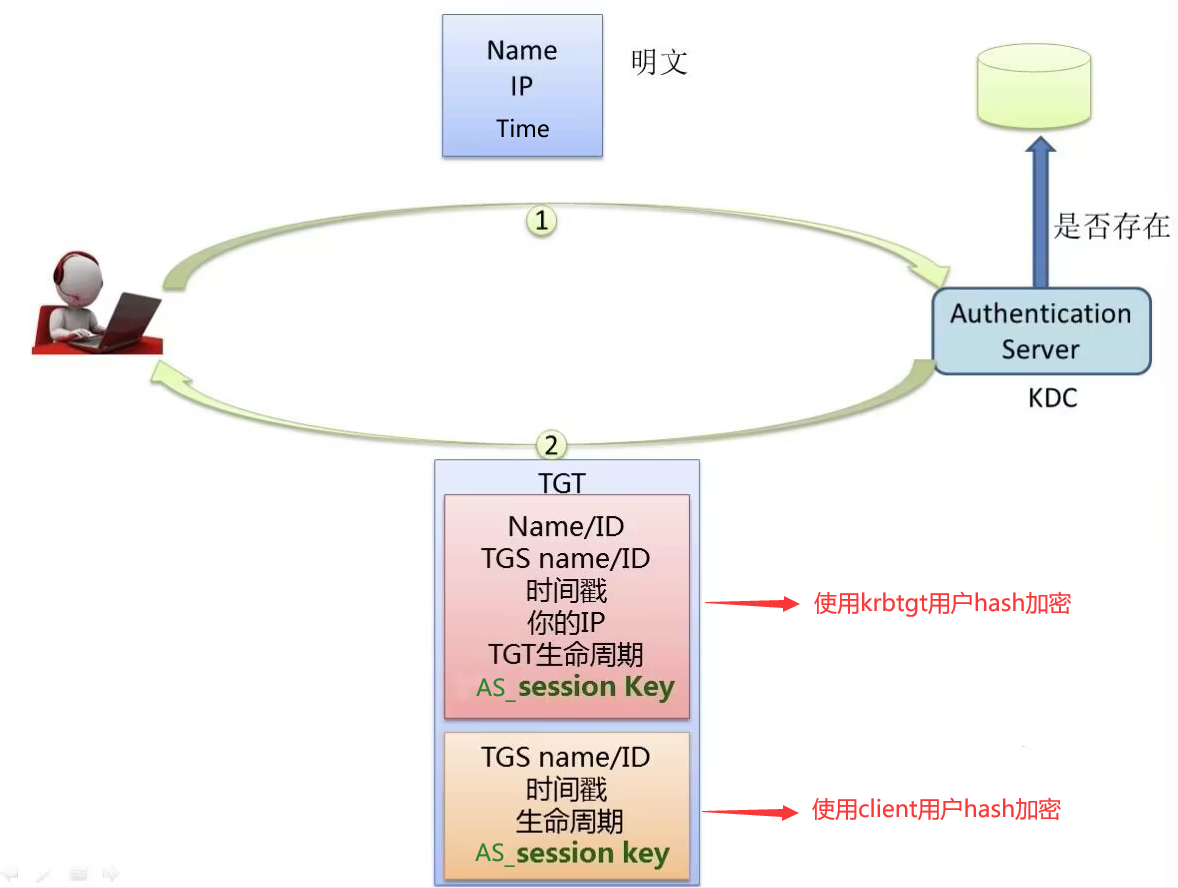 Name
IP
Time
明文
1
是否存在
Authentication
Server
KDC
2
TGT
Name/ID
TGS name/ID
时间戳
你的IP
TGT生命周期
AS_session Key
使用krbtgt用户hash加密
TGS name/ID
时间戳
生命周期
AS_session key
使用client用户hash加密